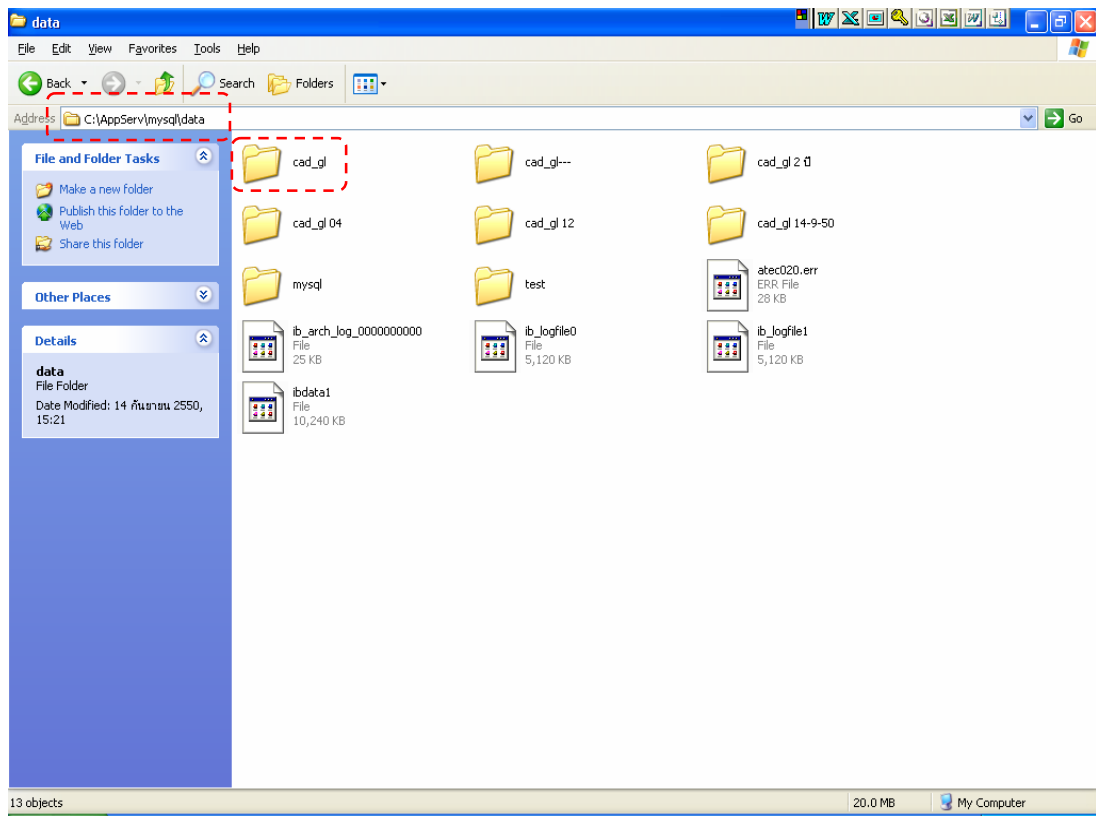 data
File Edit View Favorites Tools Help
Back Search Folders
Address C:\AppServ\mysql\data Go
File and Folder Tasks
Make a new folder
Publish this folder to the
Web
Share this folder
Other Places
Details
data
File Folder
Date Modified: 14 กันยายน 2550,
15:21
cad_gl cad_gl--- cad_gl 2 ปี
cad_gl 04 cad_gl 12 cad_gl 14-9-50
mysql test atec020.err
ERR File
28 KB
ib_arch_log_0000000000 ib_logfile0 ib_logfile1
File File File
25 KB 5,120 KB 5,120 KB
ibdata1
File
10,240 KB
13 objects 20.0 MB My Computer